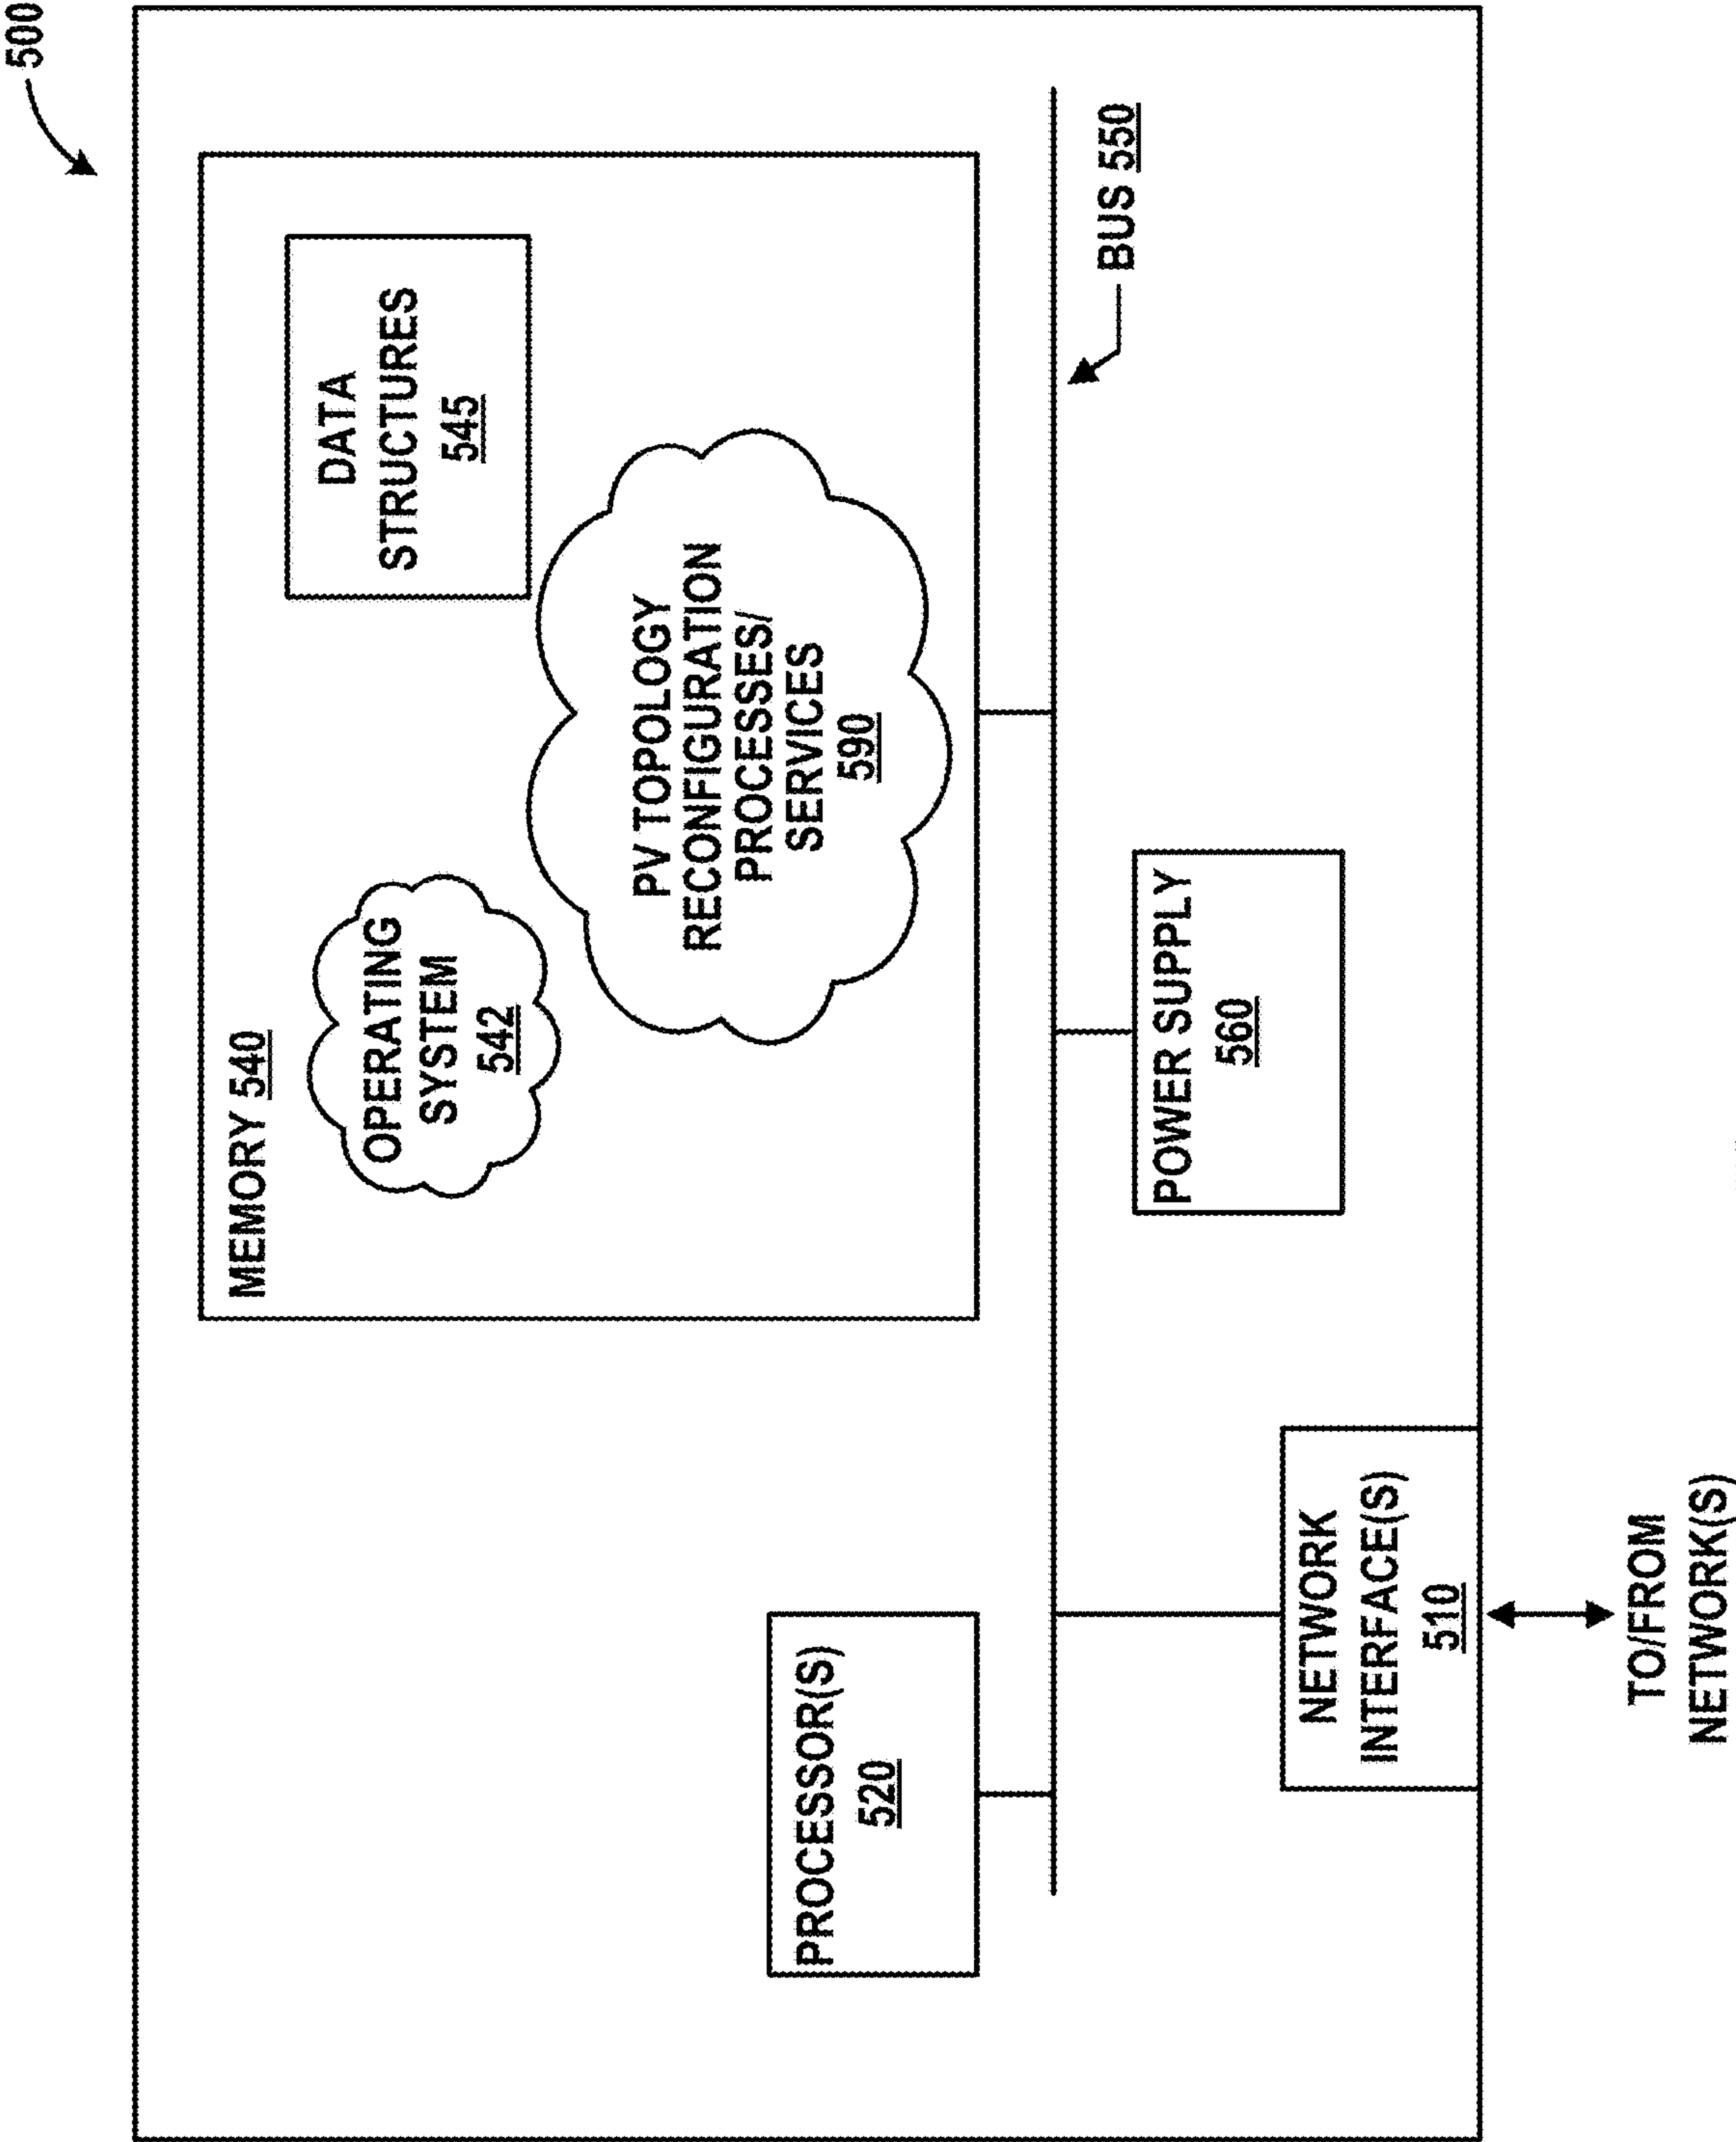 500
MEMORY 540
OPERATING
SYSTEM
542
DATA
STRUCTURES
545
PV TOPOLOGY
RECONFIGURATION
PROCESSES/
SERVICES
590
PROCESSOR(S)
520
BUS 550
POWER SUPPLY
560
NETWORK
INTERFACE(S)
510
TO/FROM
NETWORK(S)